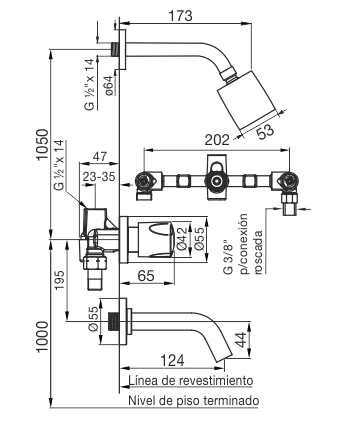 173
G ½"x 14
ø64
53
1050
47
202
G ½"x 14
23-35
Ø42
Ø55
G 3/8"
p/conexión
roscada
65
195
Ø55
44
1000
124
Línea de revestimiento
Nivel de piso terminado